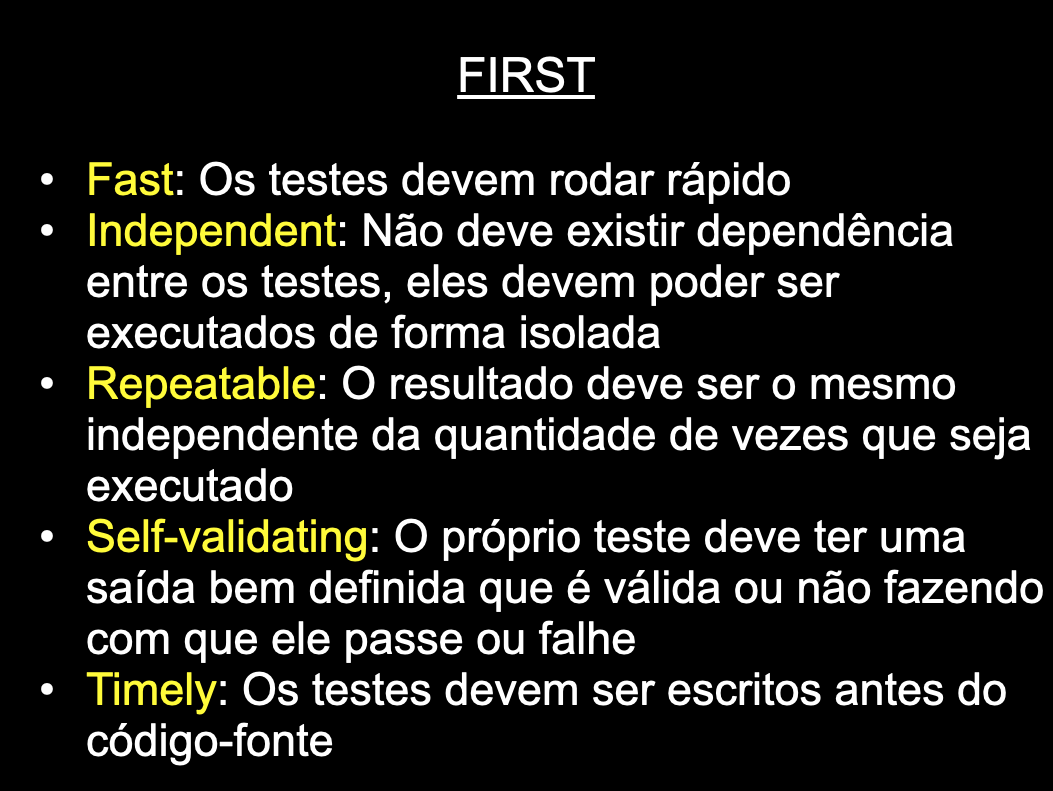 FIRST
• Fast: Os testes devem rodar rápido
• Independent: Não deve existir dependência
entre os testes, eles devem poder ser
executados de forma isolada
• Repeatable: O resultado deve ser o mesmo
independente da quantidade de vezes que seja
executado
• Self-validating: O próprio teste deve ter uma
saída bem definida que é válida ou não fazendo
com que ele passe ou falhe
• Timely: Os testes devem ser escritos antes do
código-fonte